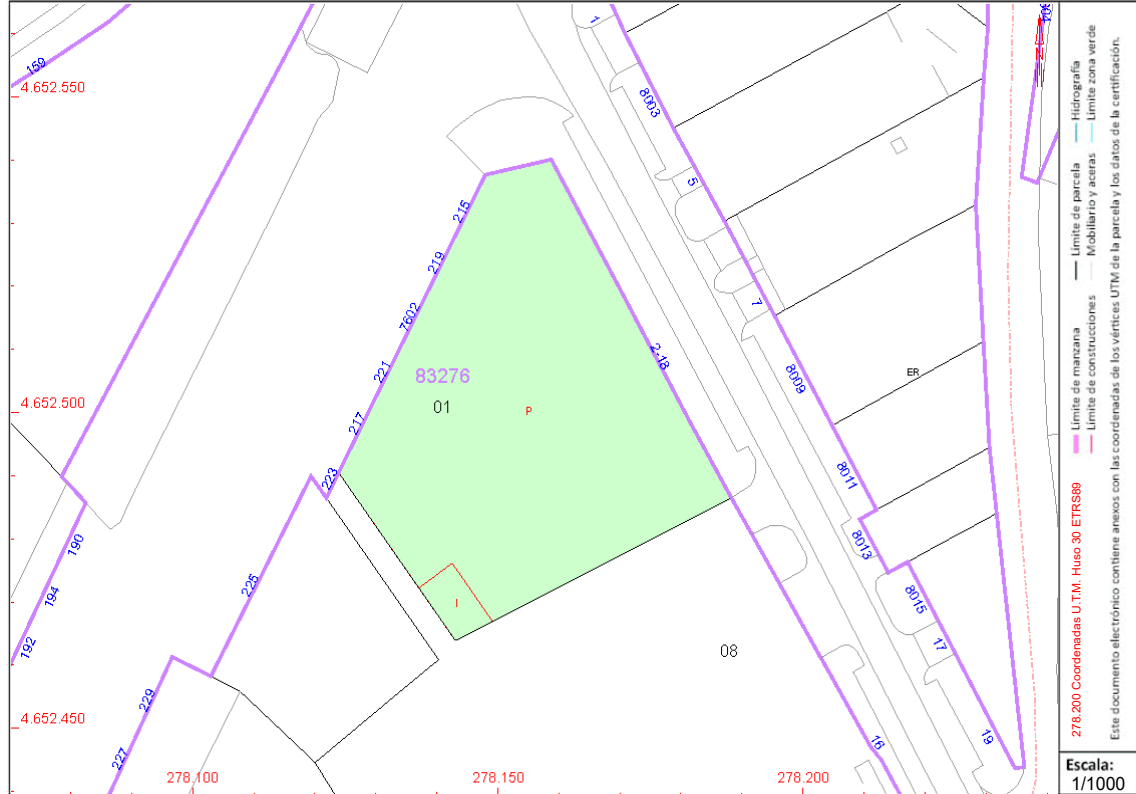 159
4.652.550
1
8003
5
215
219
7602
221
217
223
83276
01
P
2-18
7
8009
ER
8011
8013
8015
17
19
16
08
I
4.652.500
190
194
192
225
229
227
4.652.450
278.100
278.150
278.200
Límite de manzana
Límite de parcela
Hidrografía
Límite de construcciones
Mobiliario y aceras
Límite zona verde
278.200 Coordenadas U.T.M. Huso 30 ETRS89
Este documento electrónico contiene anexos con las coordenadas de los vértices UTM de la parcela y los datos de la certificación.
Escala:
1/1000